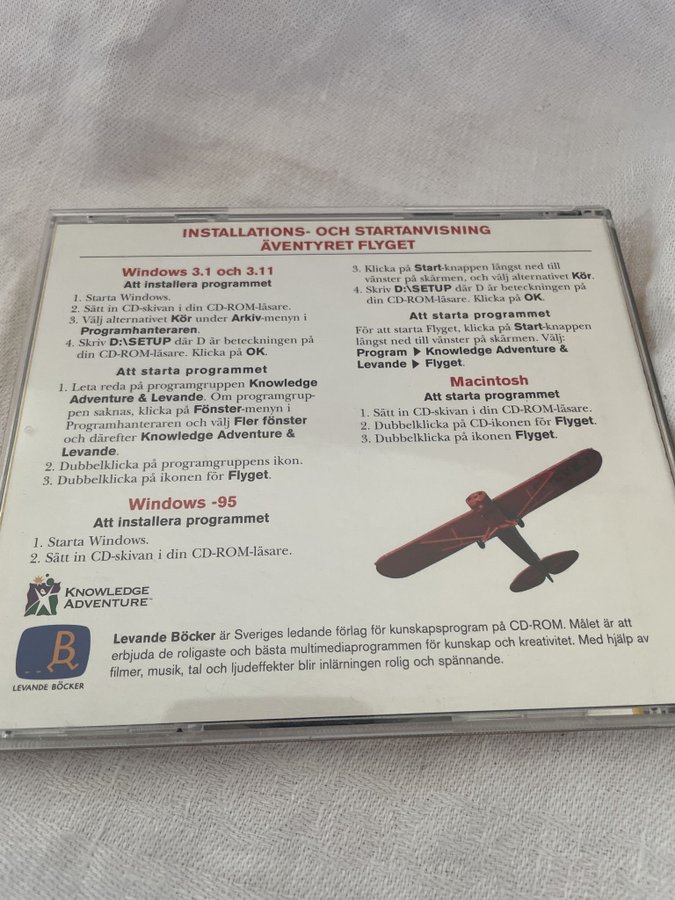 INSTALLATIONS- OCH STARTANVISNING
ÄVENTYRET FLYGET
Windows 3.1 och 3.11
Att installera programmet
1. Starta Windows.
2. Sätt in CD-skivan i din CD-ROM-läsare.
3. Välj alternativet Kör under Arkiv-menyn i
Programhanteraren.
4. Skriv D:\SETUP där D är beteckningen på
din CD-ROM-läsare. Klicka på OK.
Att starta programmet
1. Leta reda på programgruppen Knowledge
Adventure & Levande. Om programgrup-
pen saknas, klicka på Fönster-menyn i
Programhanteraren och välj Fler fönster
och därefter Knowledge Adventure &
Levande.
2. Dubbelklicka på programgruppens ikon.
3. Dubbelklicka på ikonen för Flyget.
Windows -95
Att installera programmet
1. Starta Windows.
2. Sätt in CD-skivan i din CD-ROM-läsare.
3. Klicka på Start-knappen längst ned till
vänster på skärmen, och välj alternativet Kör.
4. Skriv D:\SETUP där D är beteckningen på
din CD-ROM-läsare. Klicka på OK.
Att starta programmet
För att starta Flyget, klicka på Start-knappen
längst ned till vänster på skärmen. Välj:
Program ▶ Knowledge Adventure &
Levande ▶ Flyget.
Macintosh
Att starta programmet
1. Sätt in CD-skivan i din CD-ROM-läsare.
2. Dubbelklicka på CD-ikonen för Flyget.
3. Dubbelklicka på ikonen Flyget.
KNOWLEDGE
ADVENTURE™
B
LEVANDE BÖCKER
Levande Böcker är Sveriges ledande förlag för kunskapsprogram på CD-ROM. Målet är att
erbjuda de roligaste och bästa multimediaprogrammen för kunskap och kreativitet. Med hjälp av
filmer, musik, tal och ljudeffekter blir inlärningen rolig och spännande.